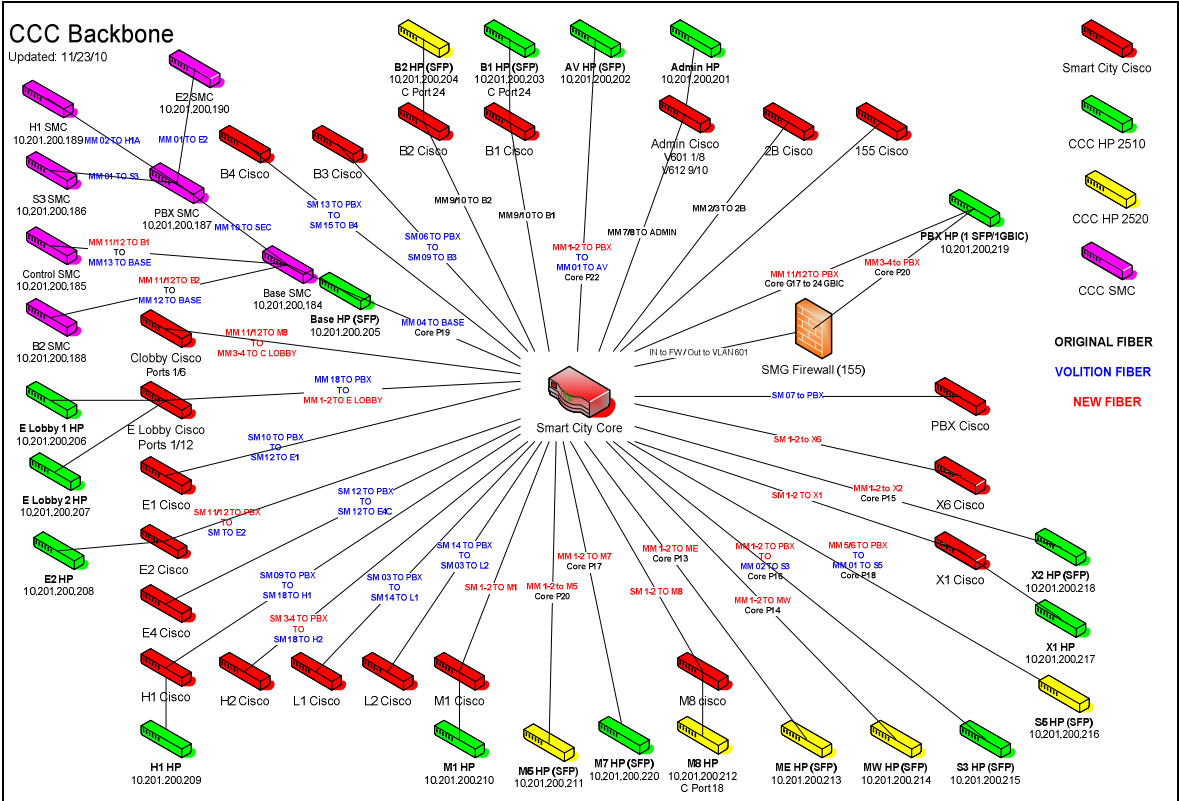 CCC Backbone
Updated: 11/23/10
E2 SMC
10,201,200,190
H1 SMC
10.201.200.189
MM 02 TO H1A
MM 01 TO E2
S3 SMC
10,201,200,186
MM 01 TO S3
PBX SMC
10,201,200,187
MM 10 TO SEC
Control SMC
10,201,200,185
MM 11/12 TO B1
TO
MM13 TO BASE
Base SMC
10,201,200,184
B2 SMC
10,201,200,188
MM 11/12 TO B2
TO
MM 12 TO BASE
Base HP (SFP)
10,201,200,205
MM 04 TO BASE
Core P19
B4 Cisco
SM 13 TO PBX
TO
SM 15 TO B4
B3 Cisco
SM06 TO PBX
TO
SM 09 TO B3
B2 HP (SFP)
10,201,200,204
C Port 24
B2 Cisco
MM 9/10 TO B2
B1 HP (SFP)
10,201,200,203
C Port 24
B1 Cisco
MM 9/10 TO B1
AV HP (SFP)
10,201,200,202
MM 1-2 TO PBX
TO
MM 01 TO AV
Core P22
Admin HP
10,201,200,201
Admin Cisco
V601 1/8
V612 9/10
MM 7/8 TO ADMIN
2B Cisco
MM 2/3 TO 2B
155 Cisco
PBX HP (1 SFP/1GBIC)
10,201,200,219
MM 11/12 TO PBX
Core G17 to 24 GBIC
MM 3-4 to PBX
Core P20
SMG Firewall (155)
IN to FW/Out to VLAN 601
Smart City Cisco
CCC HP 2510
CCC HP 2520
CCC SMC
ORIGINAL FIBER
VOLITION FIBER
NEW FIBER
Clobby Cisco
Ports 1/6
MM 11/12 TO M8
TO
MM 3-4 TO C LOBBY
E Lobby 1 HP
10,201,200,206
E Lobby Cisco
Ports 1/12
MM 18 TO PBX
TO
MM 1-2 TO E LOBBY
E Lobby 2 HP
10,201,200,207
Smart City Core
E1 Cisco
SM 10 TO PBX
TO
SM 12 TO E1
E2 HP
10,201,200,208
E2 Cisco
SM 11/12 TO PBX
TO
SM TO E2
E4 Cisco
SM 12 TO PBX
TO
SM 12 TO E4C
H1 Cisco
SM09 TO PBX
TO
SM 18 TO H1
H1 HP
10,201,200,209
H2 Cisco
SM 3-4 TO PBX
TO
SM 18 TO H2
L1 Cisco
SM 03 TO PBX
TO
SM 14 TO L1
L2 Cisco
SM 14 TO PBX
TO
SM 03 TO L2
M1 Cisco
SM 1-2 TO M1
M1 HP
10,201,200,210
MM 1-2 to M5
Core P20
M5 HP (SFP)
10,201,200,211
MM 1-2 TO M7
Core P17
M7 HP (SFP)
10,201,200,220
SM 1-2 TO M8
M8 cisco
M8 HP
10,201,200,212
C Port 18
MM 1-2 TO ME
Core P13
ME HP (SFP)
10,201,200,213
MM 1-2 TO MW
Core P14
MW HP (SFP)
10,201,200,214
MM 1-2 TO PBX
TO
MM 02 TO S3
Core P16
S3 HP (SFP)
10,201,200,215
MM 5/6 TO PBX
TO
MM 01 TO S5
Core P18
S5 HP (SFP)
10,201,200,216
SM 07 to PBX
PBX Cisco
SM 1-2 to X6
X6 Cisco
MM 1-2 to X2
Core P15
X2 HP (SFP)
10,201,200,218
SM 1-2 TO X1
X1 Cisco
X1 HP
10,201,200,217